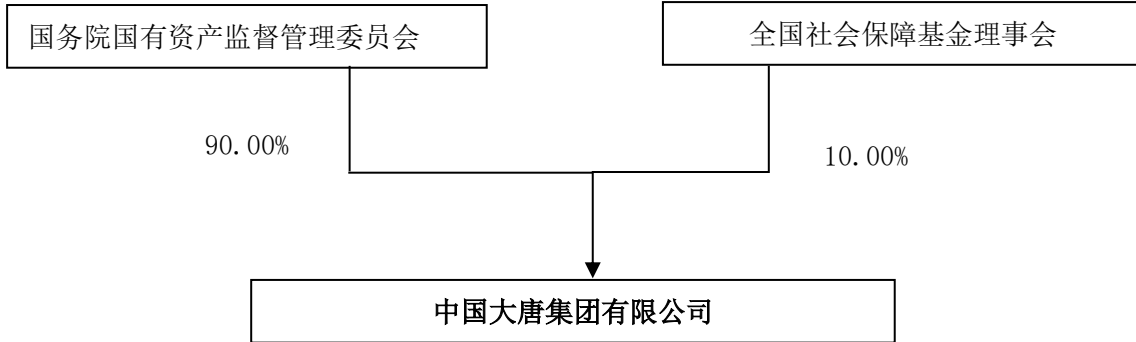 国务院国有资产监督管理委员会
全国社会保障基金理事会
90.00%
10.00%
中国大唐集团有限公司